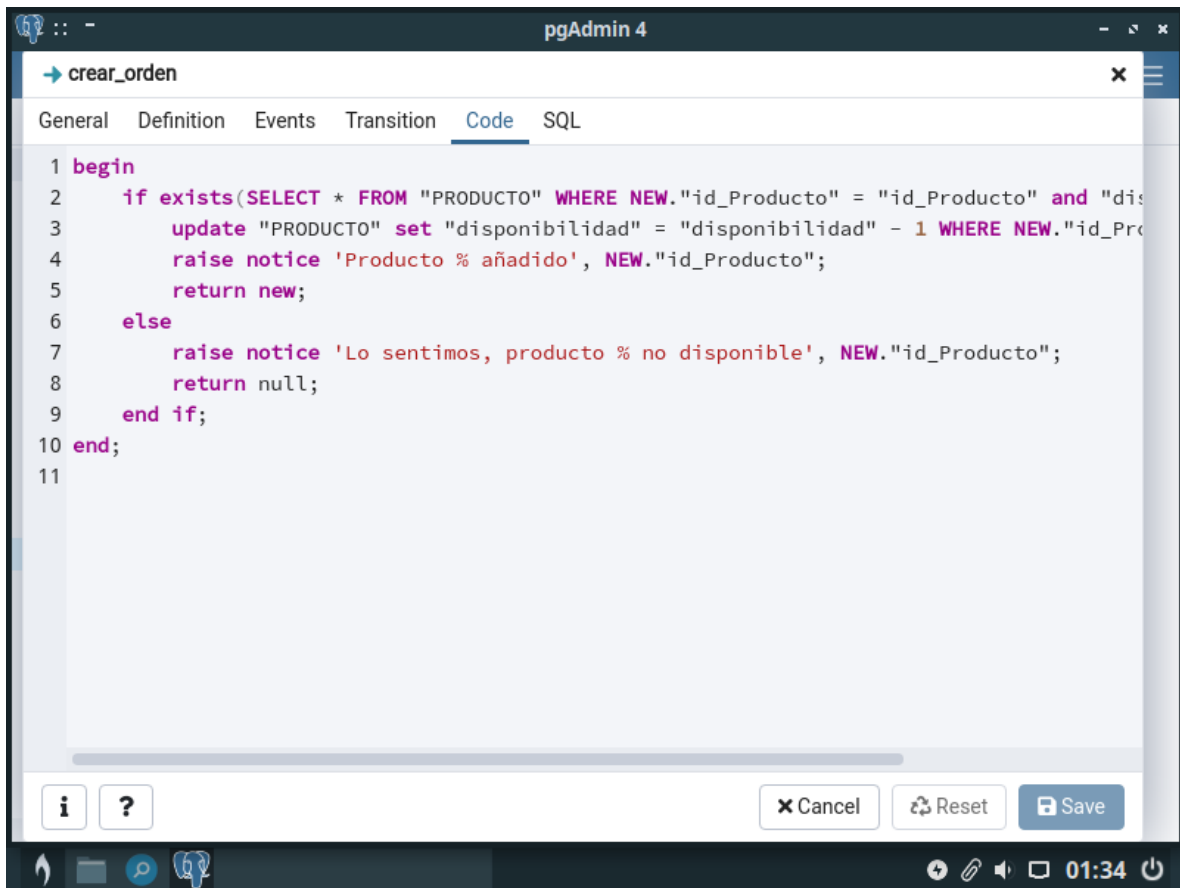 pgAdmin 4
crear_orden
General Definition Events Transition Code SQL
1 begin
2 if exists(SELECT * FROM "PRODUCTO" WHERE NEW."id_Producto" = "id_Producto" and
3 update "PRODUCTO" set "disponibilidad" = "disponibilidad" - 1 WHERE NEW.
4 raise notice 'Producto % añadido', NEW."id_Producto";
5 return new;
6 else
7 raise notice 'Lo sentimos, producto % no disponible', NEW."id_Producto";
8 return null;
9 end if;
10 end;
11
i ? Cancel Reset Save
01:34